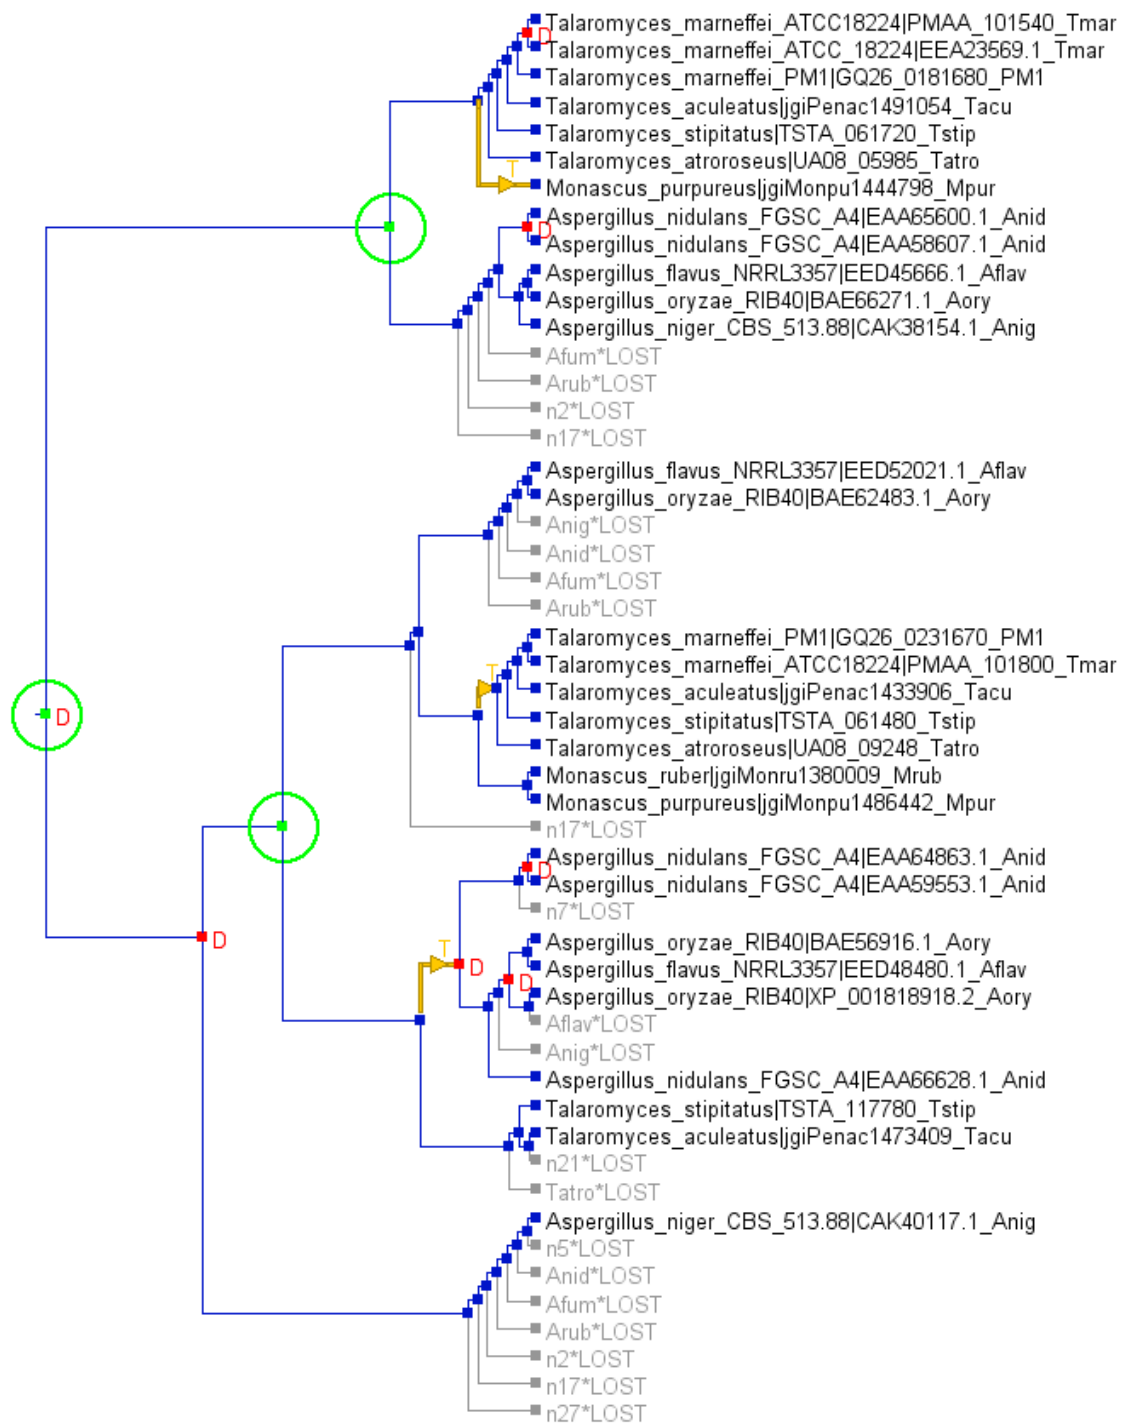 Talaromyces_marneffei_ATCC18224|PMAA_101540_Tmar
D
Talaromyces_marneffei_ATCC_18224|EEA23569.1_Tmar
Talaromyces_marneffei_PM1|GQ26_0181680_PM1
Talaromyces_aculeatus|jgiPenac1491054_Tacu
Talaromyces_stipitatus|TSTA_061720_Tstip
Talaromyces_atroroseus|UA08_05985_Tatro
T
Monascus_purpureus|jgiMonpu1444798_Mpur
Aspergillus_nidulans_FGSC_A4|EAA65600.1_Anid
D
Aspergillus_nidulans_FGSC_A4|EAA58607.1_Anid
Aspergillus_flavus_NRRL3357|EED45666.1_Aflav
Aspergillus_oryzae_RIB40|BAE66271.1_Aory
Aspergillus_niger_CBS_513.88|CAK38154.1_Anig
Afum*LOST
Arub*LOST
n2*LOST
n17*LOST
Aspergillus_flavus_NRRL3357|EED52021.1_Aflav
Aspergillus_oryzae_RIB40|BAE62483.1_Aory
Anig*LOST
Anid*LOST
Afum*LOST
Arub*LOST
Talaromyces_marneffei_PM1|GQ26_0231670_PM1
Talaromyces_marneffei_ATCC18224|PMAA_101800_Tmar
T
Talaromyces_aculeatus|jgiPenac1433906_Tacu
D
Talaromyces_stipitatus|TSTA_061480_Tstip
Talaromyces_atroroseus|UA08_09248_Tatro
Monascus_ruber|jgiMonru1380009_Mrub
Monascus_purpureus|jgiMonpu1486442_Mpur
n17*LOST
Aspergillus_nidulans_FGSC_A4|EAA64863.1_Anid
D
Aspergillus_nidulans_FGSC_A4|EAA59553.1_Anid
n7*LOST
D
Aspergillus_oryzae_RIB40|BAE56916.1_Aory
T
D
Aspergillus_flavus_NRRL3357|EED48480.1_Aflav
D
Aspergillus_oryzae_RIB40|XP_001818918.2_Aory
Aflav*LOST
Anig*LOST
Aspergillus_nidulans_FGSC_A4|EAA66628.1_Anid
Talaromyces_stipitatus|TSTA_117780_Tstip
Talaromyces_aculeatus|jgiPenac1473409_Tacu
n21*LOST
Tatro*LOST
Aspergillus_niger_CBS_513.88|CAK40117.1_Anig
n5*LOST
Anid*LOST
Afum*LOST
Arub*LOST
n2*LOST
n17*LOST
n27*LOST